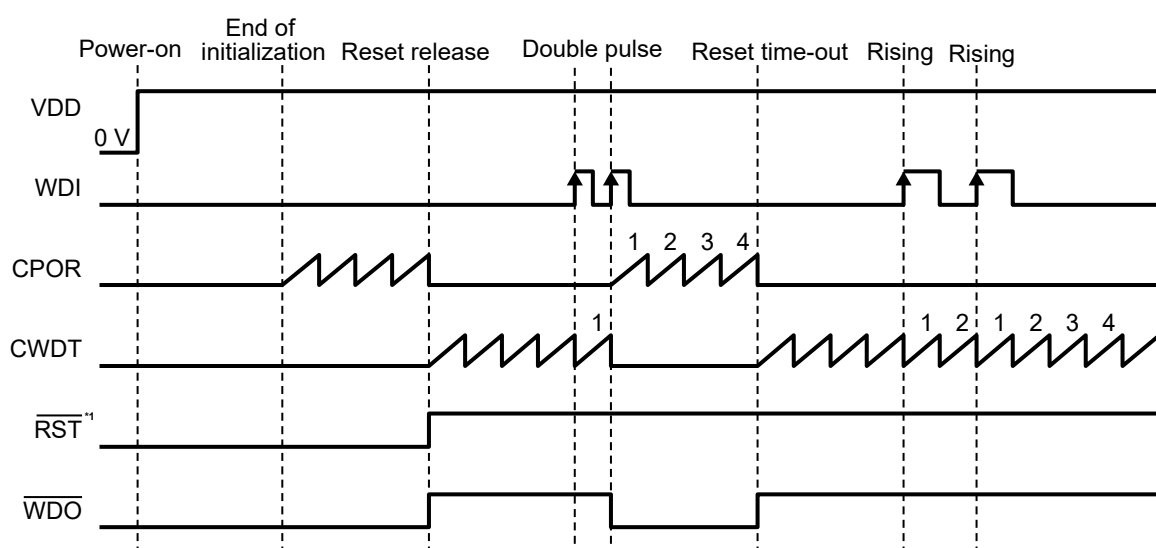 Power-on
End of
initialization
Reset release
Double pulse
Reset time-out
Rising
Rising
VDD
0 V
WDI
CPOR
1 2 3 4
CWDT
1
1 2 1 2 3 4
RST *1
WDO